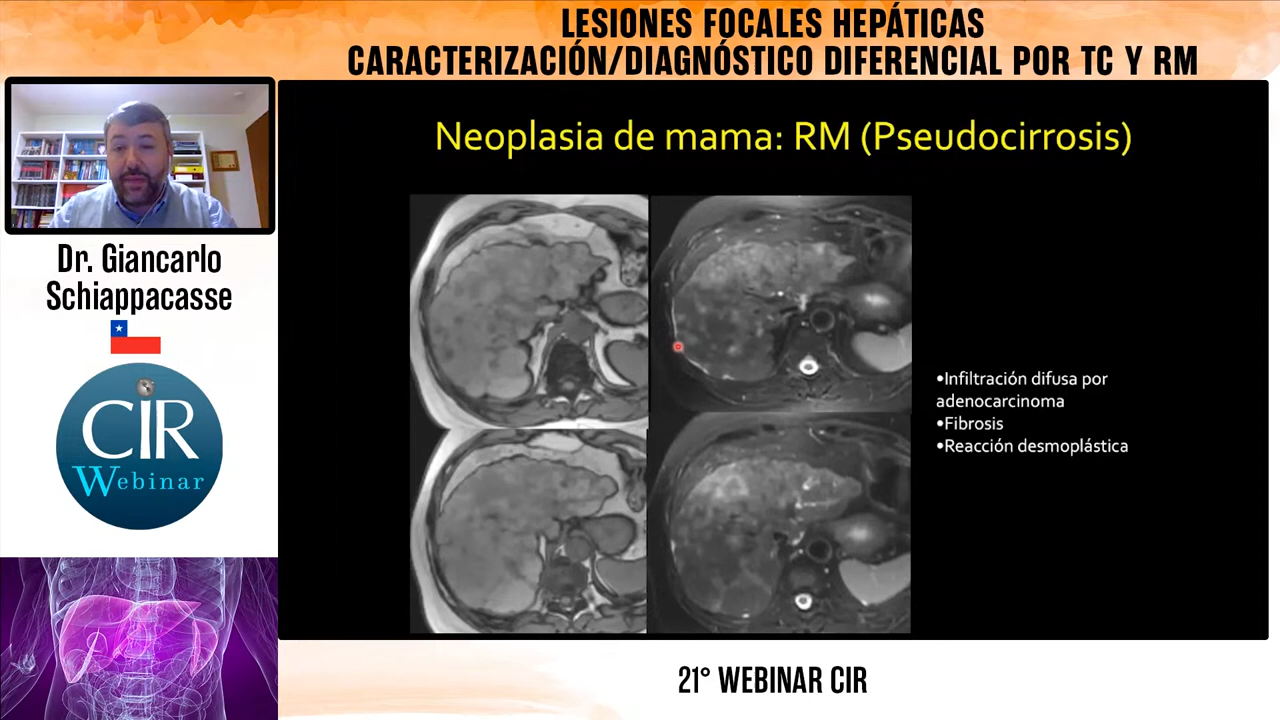 LESIONES FOCALES HEPÁTICAS
CARACTERIZACIÓN/DIAGNÓSTICO DIFERENCIAL POR TC Y RM
Dr. Giancarlo
Schiappacasse
CIR
Webinar
Neoplasia de mama: RM (Pseudocirrosis)
•Infiltración difusa por
adenocarcinoma
•Fibrosis
•Reacción desmoplástica
21° WEBINAR CIR